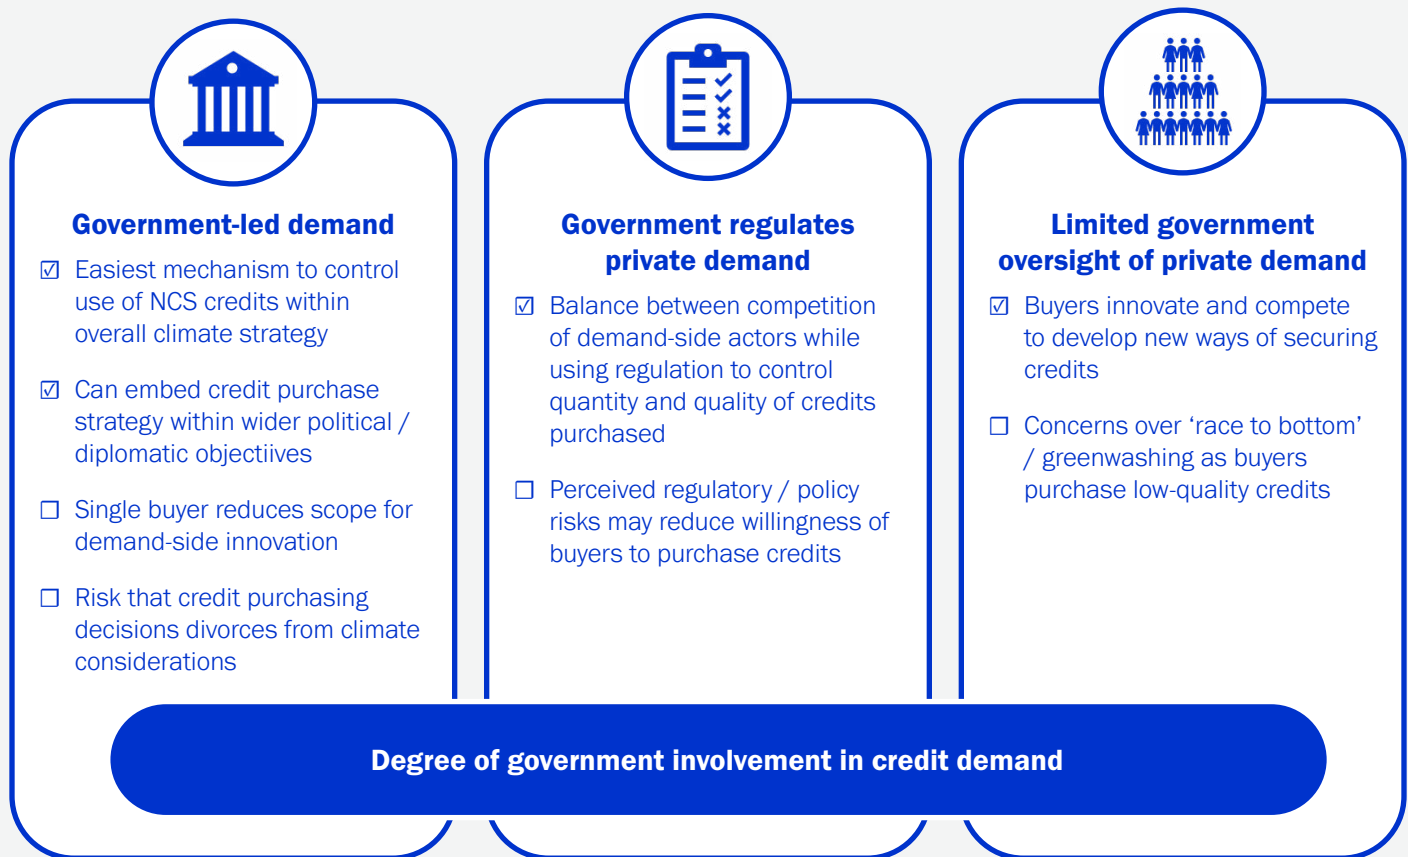 Government-led demand
☑ Easiest mechanism to control
use of NCS credits within
overall climate strategy
☑ Can embed credit purchase
strategy within wider political /
diplomatic objectiives
☐ Single buyer reduces scope for
demand-side innovation
☐ Risk that credit purchasing
decisions divorces from climate
considerations
Government regulates
private demand
☑ Balance between competition
of demand-side actors while
using regulation to control
quantity and quality of credits
purchased
☐ Perceived regulatory / policy
risks may reduce willingness of
buyers to purchase credits
Limited government
oversight of private demand
☑ Buyers innovate and compete
to develop new ways of securing
credits
☐ Concerns over ‘race to bottom’
/ greenwashing as buyers
purchase low-quality credits
Degree of government involvement in credit demand